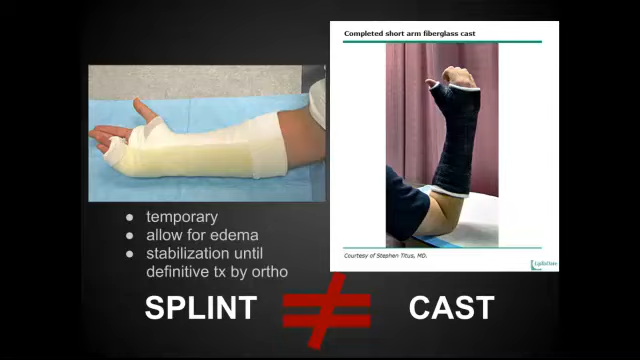 Completed short arm fiberglass cast
● temporary
● allow for edema
● stabilization until
definitive tx by ortho
Courtesy of Stephen Titus, MD.
UpToDate
SPLINT ≠ CAST